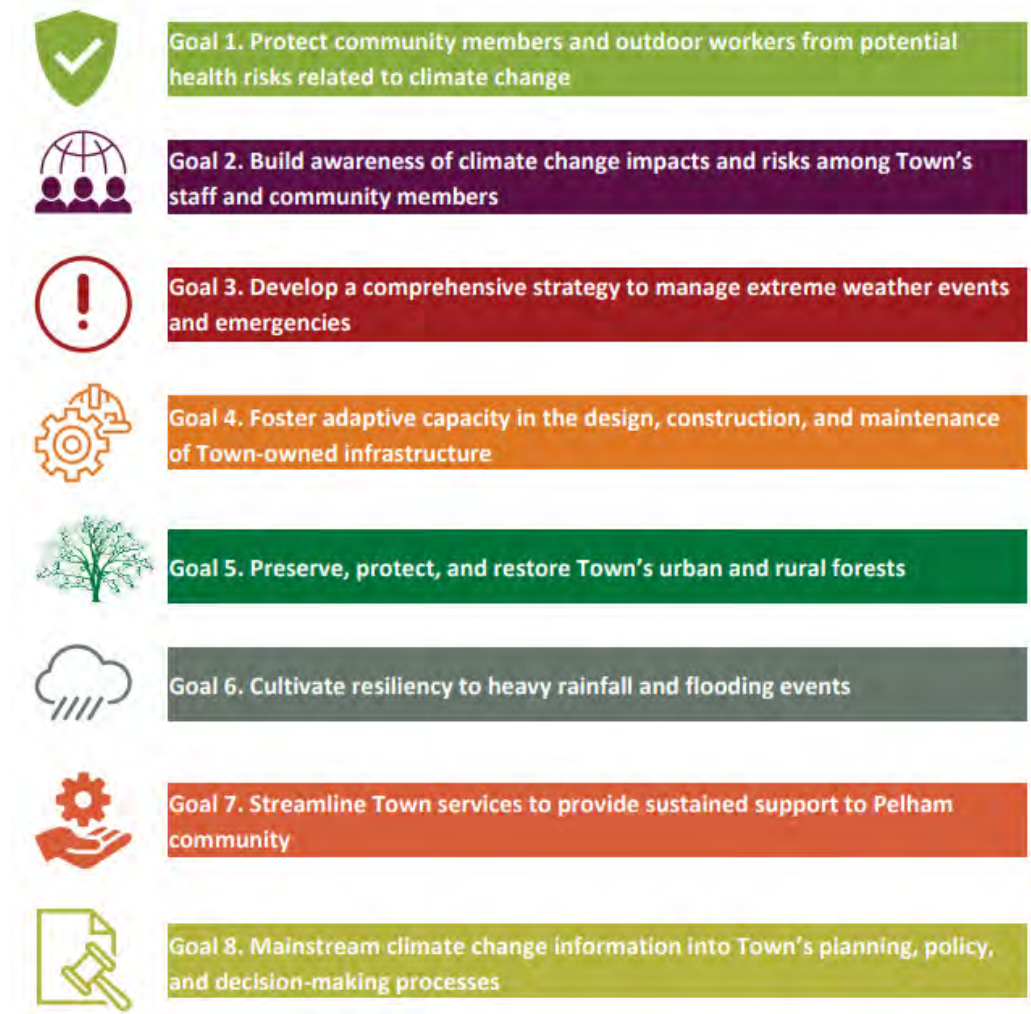 Goal 1. Protect community members and outdoor workers from potential
health risks related to climate change
Goal 2. Build awareness of climate change impacts and risks among Town's
staff and community members
Goal 3. Develop a comprehensive strategy to manage extreme weather events
and emergencies
Goal 4. Foster adaptive capacity in the design, construction, and maintenance
of Town-owned infrastructure
Goal 5. Preserve, protect, and restore Town's urban and rural forests
Goal 6. Cultivate resiliency to heavy rainfall and flooding events
Goal 7. Streamline Town services to provide sustained support to Pelham
community
Goal 8. Mainstream climate change information into Town's planning, policy,
and decision-making processes